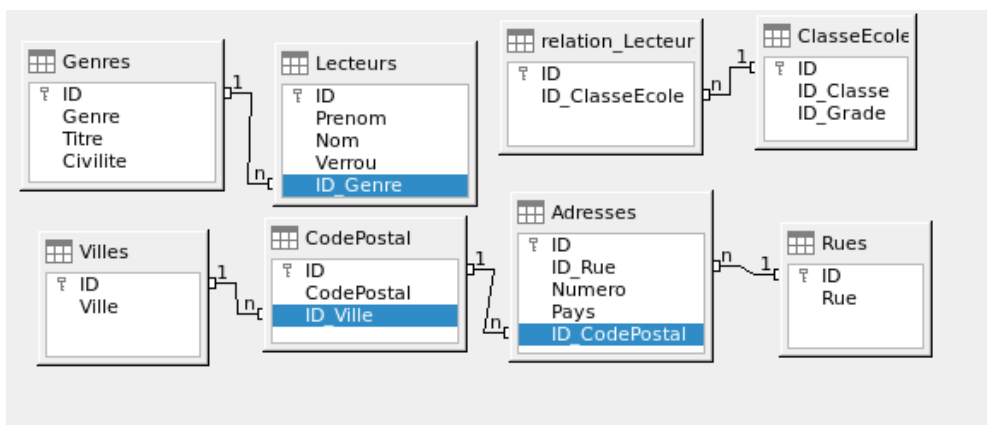 Genres
ID
Genre
Titre
Civilite
1
n
Lecteurs
ID
Prenom
Nom
Verrou
ID_Genre
relation_Lecteur
ID
ID_ClasseEcole
n
1
ClasseEcole
ID
ID_Classe
ID_Grade
Villes
ID
Ville
1
n
CodePostal
ID
CodePostal
ID_Ville
1
n
Adresses
ID
ID_Rue
Numero
Pays
ID_CodePostal
n
1
Rues
ID
Rue